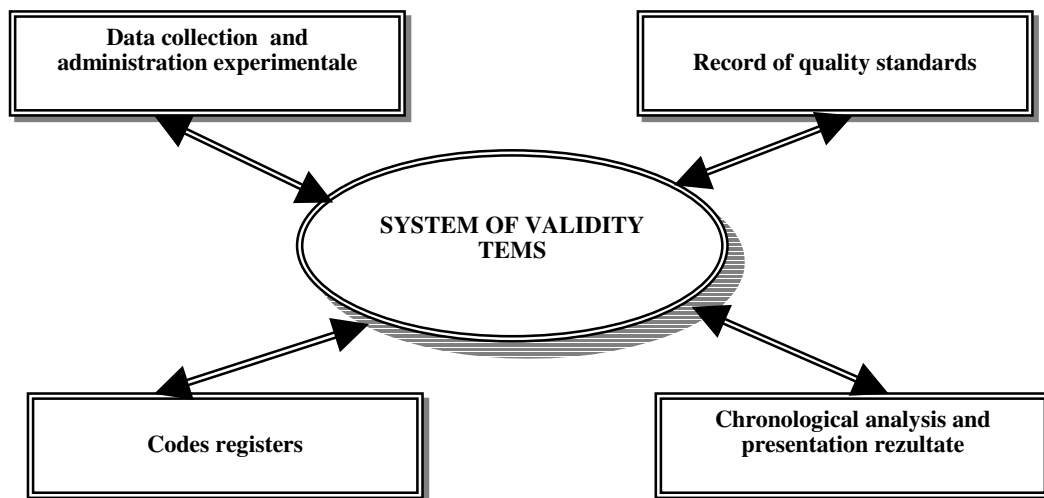 Data collection and
administration experimentale
Record of quality standards
SYSTEM OF VALIDITY
TEMS
Codes registers
Chronological analysis and
presentation rezultate